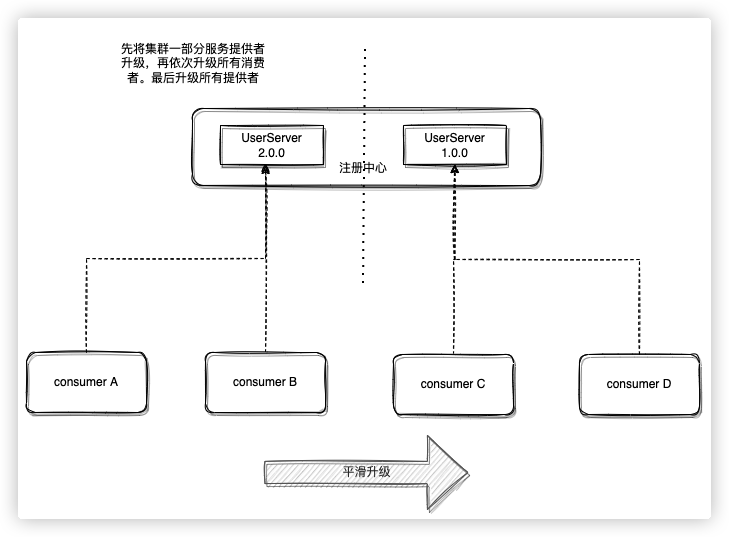 先将集群一部分服务提供者
升级，再依次升级所有消费
者。最后升级所有提供者
UserServer
2.0.0
UserServer
1.0.0
注册中心
consumer A
consumer B
consumer C
consumer D
平滑升级